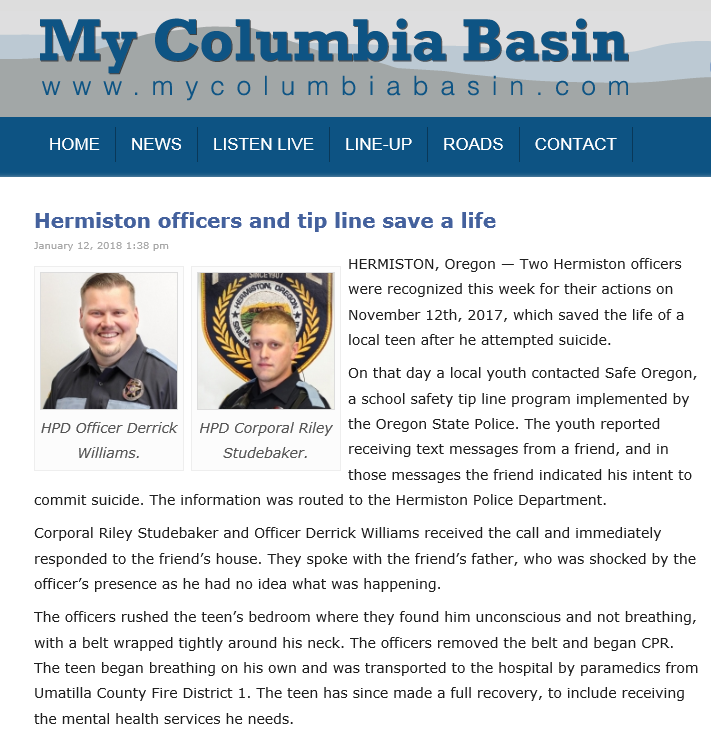 My Columbia Basin
www.mycolumbiabasin.com
HOME
NEWS
LISTEN LIVE
LINE-UP
ROADS
CONTACT
Hermiston officers and tip line save a life
January 12, 2018 1:38 pm
SINCE 1907
HERMISTON, OREGON
HPD Officer Derrick
Williams.
HPD Corporal Riley
Studebaker.
HERMISTON, Oregon — Two Hermiston officers
were recognized this week for their actions on
November 12th, 2017, which saved the life of a
local teen after he attempted suicide.
On that day a local youth contacted Safe Oregon,
a school safety tip line program implemented by
the Oregon State Police. The youth reported
receiving text messages from a friend, and in
those messages the friend indicated his intent to
commit suicide. The information was routed to the Hermiston Police Department.
Corporal Riley Studebaker and Officer Derrick Williams received the call and immediately
responded to the friend’s house. They spoke with the friend’s father, who was shocked by the
officer’s presence as he had no idea what was happening.
The officers rushed the teen’s bedroom where they found him unconscious and not breathing,
with a belt wrapped tightly around his neck. The officers removed the belt and began CPR.
The teen began breathing on his own and was transported to the hospital by paramedics from
Umatilla County Fire District 1. The teen has since made a full recovery, to include receiving
the mental health services he needs.